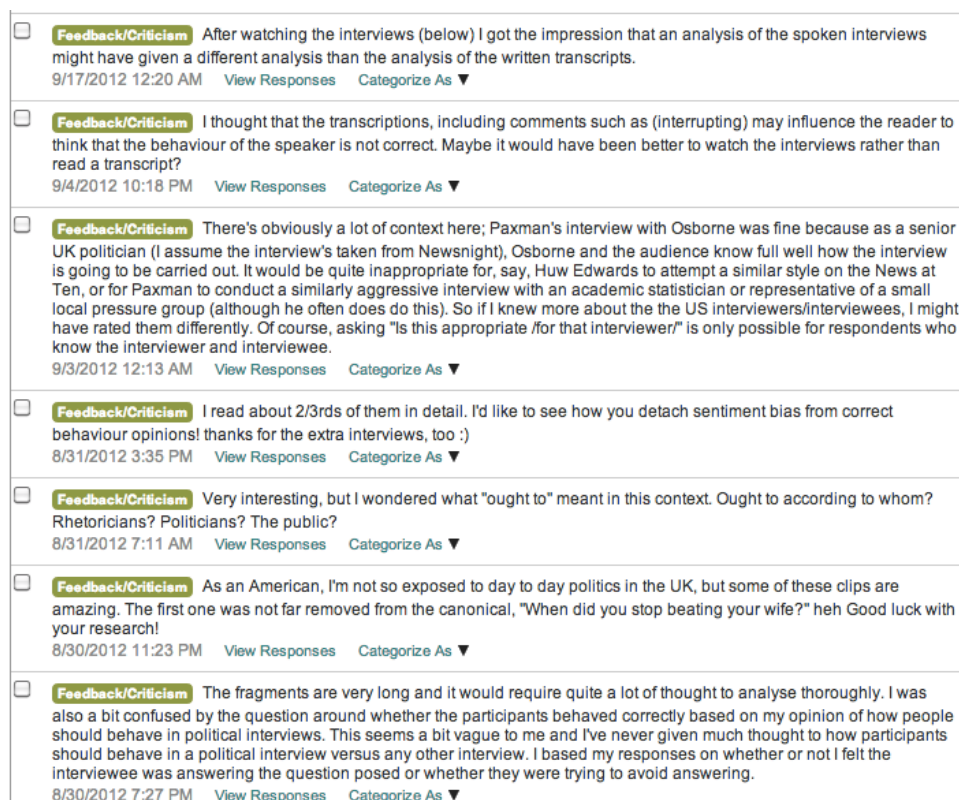 Feedback/Criticism After watching the interviews (below) I got the impression that an analysis of the spoken interviews
might have given a different analysis than the analysis of the written transcripts.
9/17/2012 12:20 AM View Responses Categorize As ▼
Feedback/Criticism I thought that the transcriptions, including comments such as (interrupting) may influence the reader to
think that the behaviour of the speaker is not correct. Maybe it would have been better to watch the interviews rather than
read a transcript?
9/4/2012 10:18 PM View Responses Categorize As ▼
Feedback/Criticism There's obviously a lot of context here; Paxman's interview with Osborne was fine because as a senior
UK politician (I assume the interview's taken from Newsnight), Osborne and the audience know full well how the interview
is going to be carried out. It would be quite inappropriate for, say, Huw Edwards to attempt a similar style on the News at
Ten, or for Paxman to conduct a similarly aggressive interview with an academic statistician or representative of a small
local pressure group (although he often does do this). So if I knew more about the the US interviewers/interviewees, I might
have rated them differently. Of course, asking "Is this appropriate /for that interviewer/" is only possible for respondents who
know the interviewer and interviewee.
9/3/2012 12:13 AM View Responses Categorize As ▼
Feedback/Criticism I read about 2/3rds of them in detail. I'd like to see how you detach sentiment bias from correct
behaviour opinions! thanks for the extra interviews, too :)
8/31/2012 3:35 PM View Responses Categorize As ▼
Feedback/Criticism Very interesting, but I wondered what "ought to" meant in this context. Ought to according to whom?
Rhetoricians? Politicians? The public?
8/31/2012 7:11 AM View Responses Categorize As ▼
Feedback/Criticism As an American, I'm not so exposed to day to day politics in the UK, but some of these clips are
amazing. The first one was not far removed from the canonical, "When did you stop beating your wife?" heh Good luck with
your research!
8/30/2012 11:23 PM View Responses Categorize As ▼
Feedback/Criticism The fragments are very long and it would require quite a lot of thought to analyse thoroughly. I was
also a bit confused by the question around whether the participants behaved correctly based on my opinion of how people
should behave in political interviews. This seems a bit vague to me and I've never given much thought to how participants
should behave in a political interview versus any other interview. I based my responses on whether or not I felt the
interviewee was answering the question posed or whether they were trying to avoid answering.
8/30/2012 7:27 PM View Responses Categorize As ▼